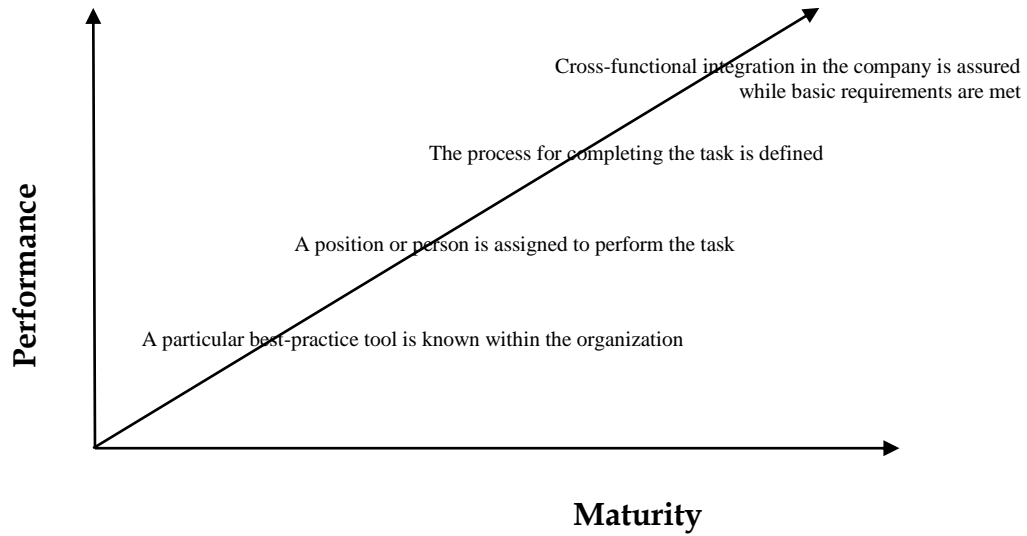 Cross-functional integration in the company is assured
while basic requirements are met
The process for completing the task is defined
A position or person is assigned to perform the task
A particular best-practice tool is known within the organization
Performance
Maturity